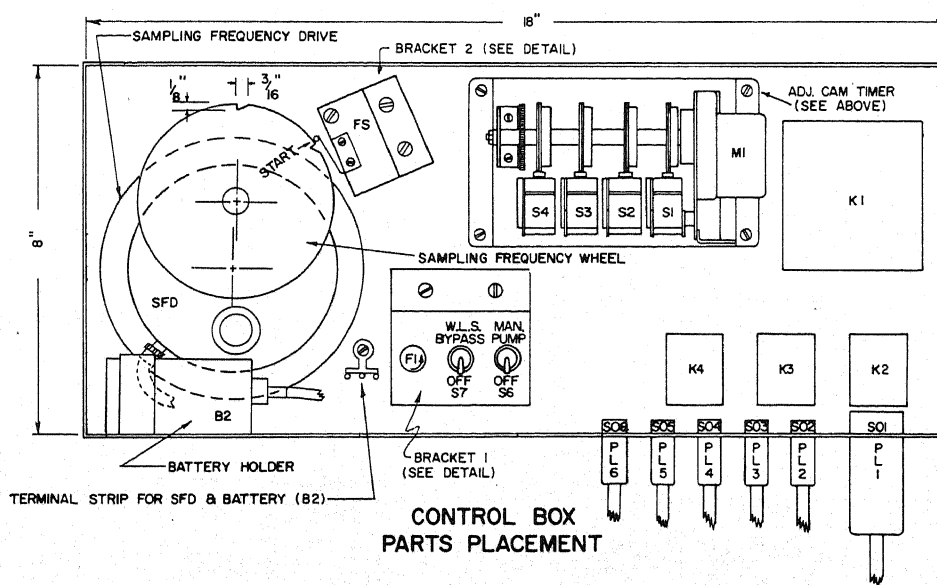 18"
SAMPLING FREQUENCY DRIVE
BRACKET 2 (SEE DETAIL)
1/8"
3/16"
FS
START
ADJ. CAM TIMER
(SEE ABOVE)
M1
K1
S4
S3
S2
S1
8"
SAMPLING FREQUENCY WHEEL
SFD
W.L.S.
BYPASS
MAN.
PUMP
F1
OFF
S7
OFF
S6
K4
K3
K2
B2
SO6
SO5
SO4
SO3
SO2
SO1
PL6
PL5
PL4
PL3
PL2
PL1
BATTERY HOLDER
BRACKET 1
(SEE DETAIL)
TERMINAL STRIP FOR SFD & BATTERY (B2)
CONTROL BOX
PARTS PLACEMENT